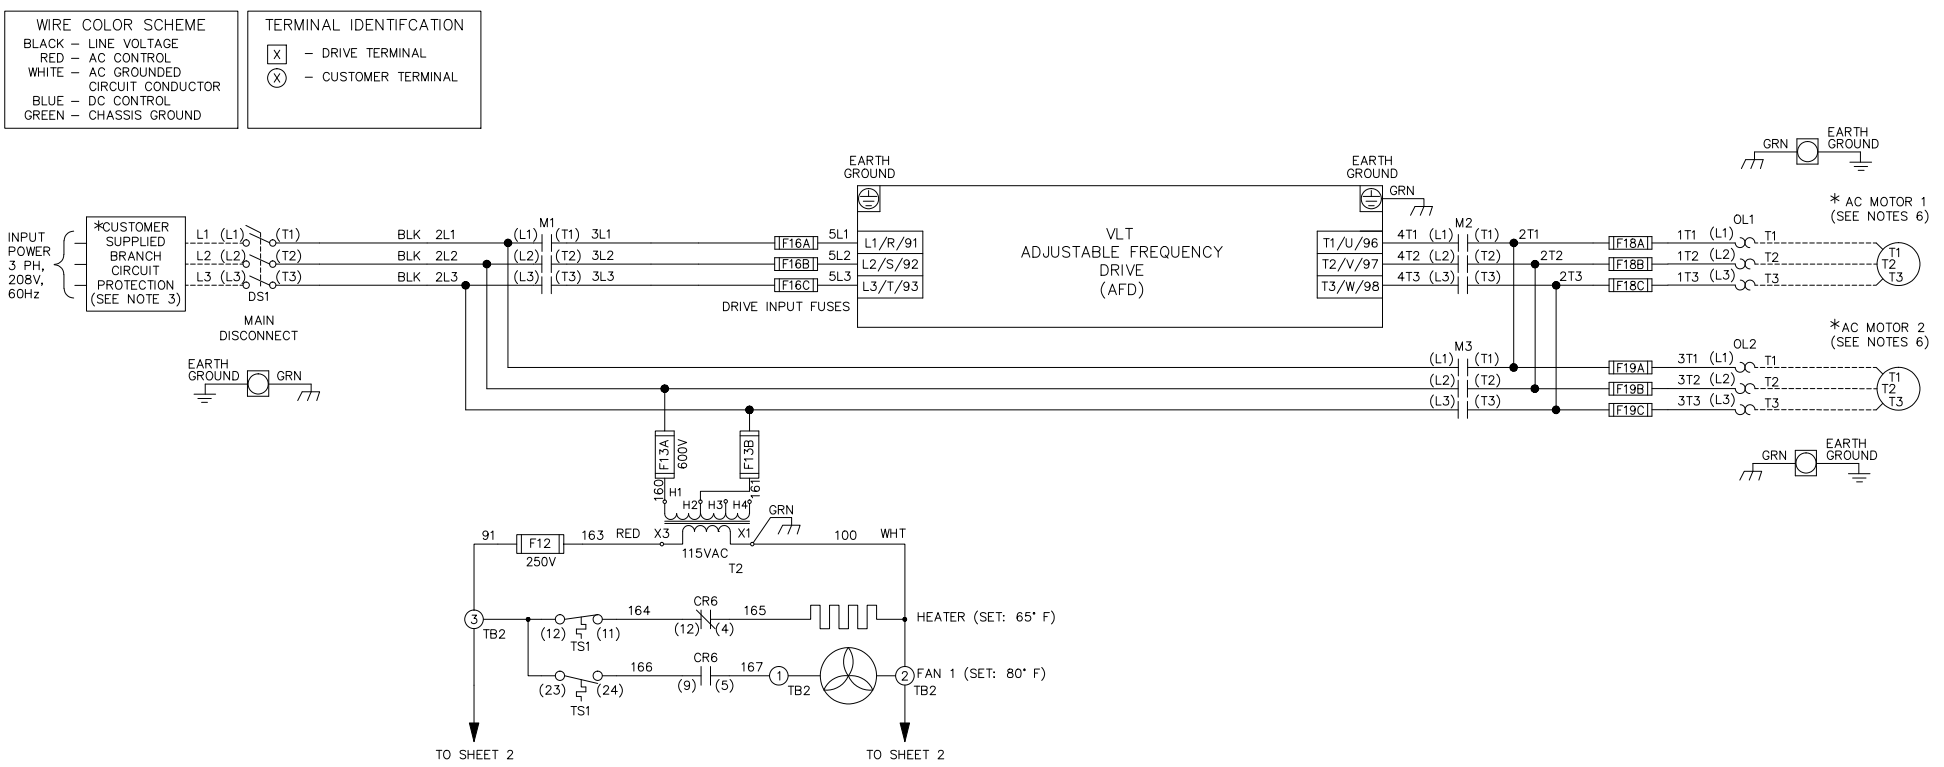 WIRE COLOR SCHEME
BLACK – LINE VOLTAGE
RED – AC CONTROL
WHITE – AC GROUNDED
CIRCUIT CONDUCTOR
BLUE – DC CONTROL
GREEN – CHASSIS GROUND
TERMINAL IDENTIFCATION
X – DRIVE TERMINAL
X – CUSTOMER TERMINAL
INPUT
POWER
3 PH,
208V,
60Hz
*CUSTOMER
SUPPLIED
BRANCH
CIRCUIT
PROTECTION
(SEE NOTE 3)
L1 (L1) (T1) BLK 2L1
L2 (L2) (T2) BLK 2L2
L3 (L3) (T3) BLK 2L3
DS1
MAIN
DISCONNECT
EARTH
GROUND GRN
M1
(L1) (T1) 3L1 F16A 5L1
(L2) (T2) 3L2 F16B 5L2
(L3) (T3) 3L3 F16C 5L3
DRIVE INPUT FUSES
EARTH
GROUND
L1/R/91
L2/S/92
L3/T/93
VLT
ADJUSTABLE FREQUENCY
DRIVE
(AFD)
EARTH
GROUND
GRN
T1/U/96
T2/V/97
T3/W/98
M2
4T1 (L1) (T1) 2T1 F18A 1T1 (L1) T1
4T2 (L2) (T2) 2T2 F18B 1T2 (L2) T2
4T3 (L3) (T3) 2T3 F18C 1T3 (L3) T3
OL1
GRN EARTH
GROUND
* AC MOTOR 1
(SEE NOTES 6)
T1
T2
T3
M3
(L1) (T1) F19A 3T1 (L1) T1
(L2) (T2) F19B 3T2 (L2) T2
(L3) (T3) F19C 3T3 (L3) T3
OL2
*AC MOTOR 2
(SEE NOTES 6)
T1
T2
T3
GRN EARTH
GROUND
F13A
600V
F13B
160
161
H1
H2 H3 H4
GRN
91 F12 163 RED X3 X1 100 WHT
250V
115VAC
T2
3
TB2
(12) (11) 164 CR6 165
TS1
(12) (4)
HEATER (SET: 65° F)
(23) (24) 166 CR6 167 1
TS1
(9) (5)
TB2
2
FAN 1 (SET: 80° F)
TB2
TO SHEET 2
TO SHEET 2